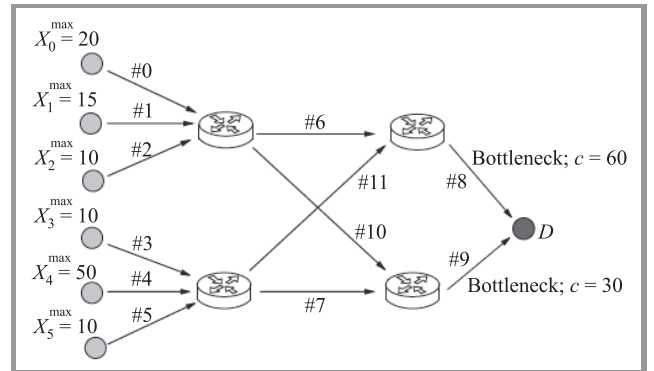 X₀ᵐᵃˣ = 20
#0
X₁ᵐᵃˣ = 15
#1
X₂ᵐᵃˣ = 10
#2
X₃ᵐᵃˣ = 10
#3
X₄ᵐᵃˣ = 50
#4
X₅ᵐᵃˣ = 10
#5
#6
#11
#10
#7
Bottleneck; c = 60
#8
D
#9
Bottleneck; c = 30